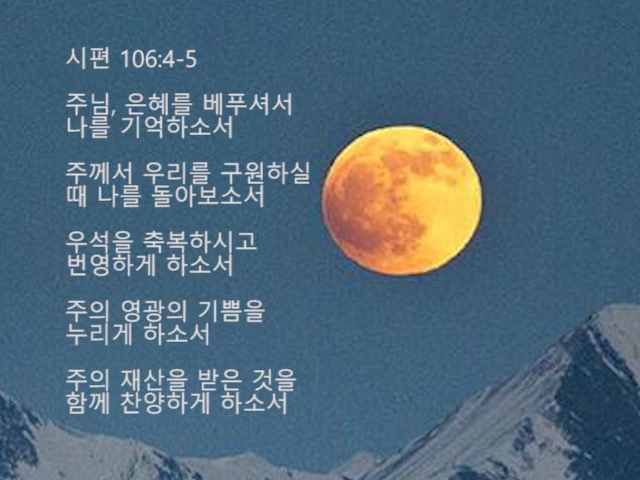 시편 106:4-5
주님, 은혜를 베푸셔서
나를 기억하소서
주께서 우리를 구원하실
때 나를 돌아보소서
우석을 축복하시고
번영하게 하소서
주의 영광의 기쁨을
누리게 하소서
주의 재산을 받은 것을
함께 찬양하게 하소서